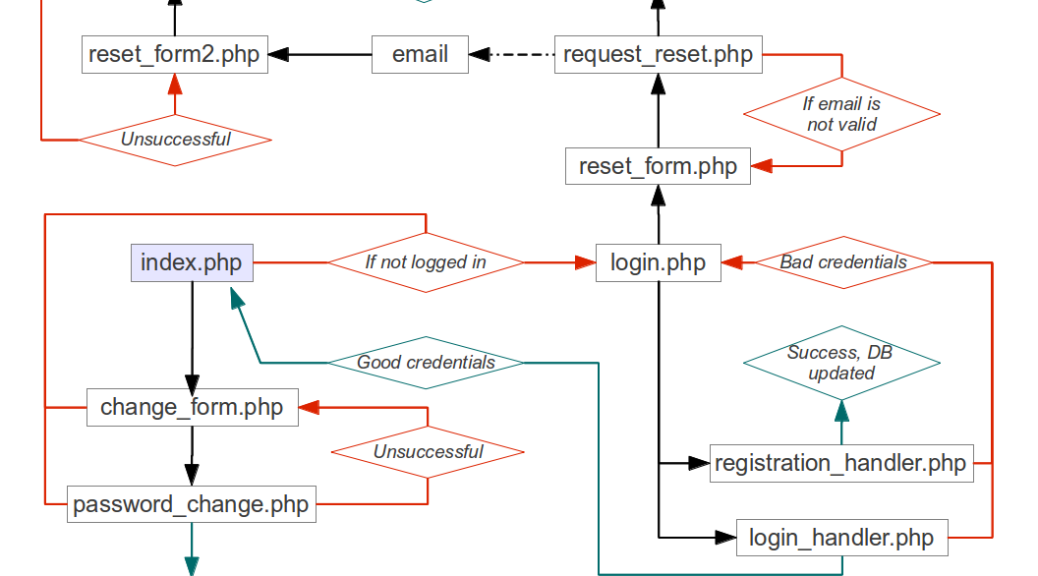 reset_form2.php
email
request_reset.php
If email is
not valid
Unsuccessful
reset_form.php
index.php
If not logged in
login.php
Bad credentials
Good credentials
Success, DB
updated
change_form.php
Unsuccessful
registration_handler.php
password_change.php
login_handler.php